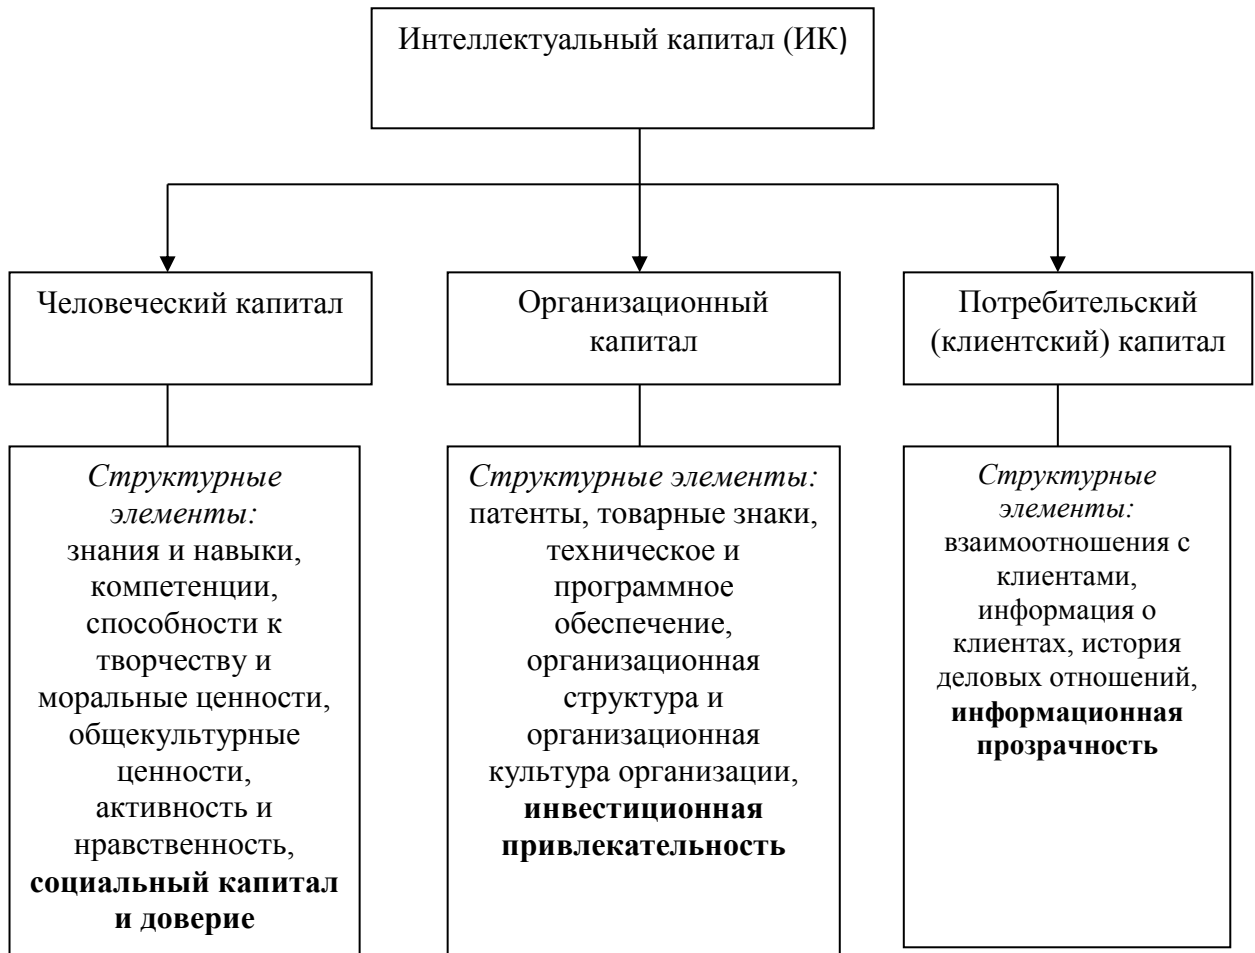 Интеллектуальный капитал (ИК)
Человеческий капитал
Организационный
капитал
Потребительский
(клиентский) капитал
Структурные
элементы:
знания и навыки,
компетенции,
способности к
творчеству и
моральные ценности,
общекультурные
ценности,
активность и
нравственность,
социальный капитал
и доверие
Структурные элементы:
патенты, товарные знаки,
техническое и
программное
обеспечение,
организационная
структура и
организационная
культура организации,
инвестиционная
привлекательность
Структурные
элементы:
взаимоотношения с
клиентами,
информация о
клиентах, история
деловых отношений,
информационная
прозрачность